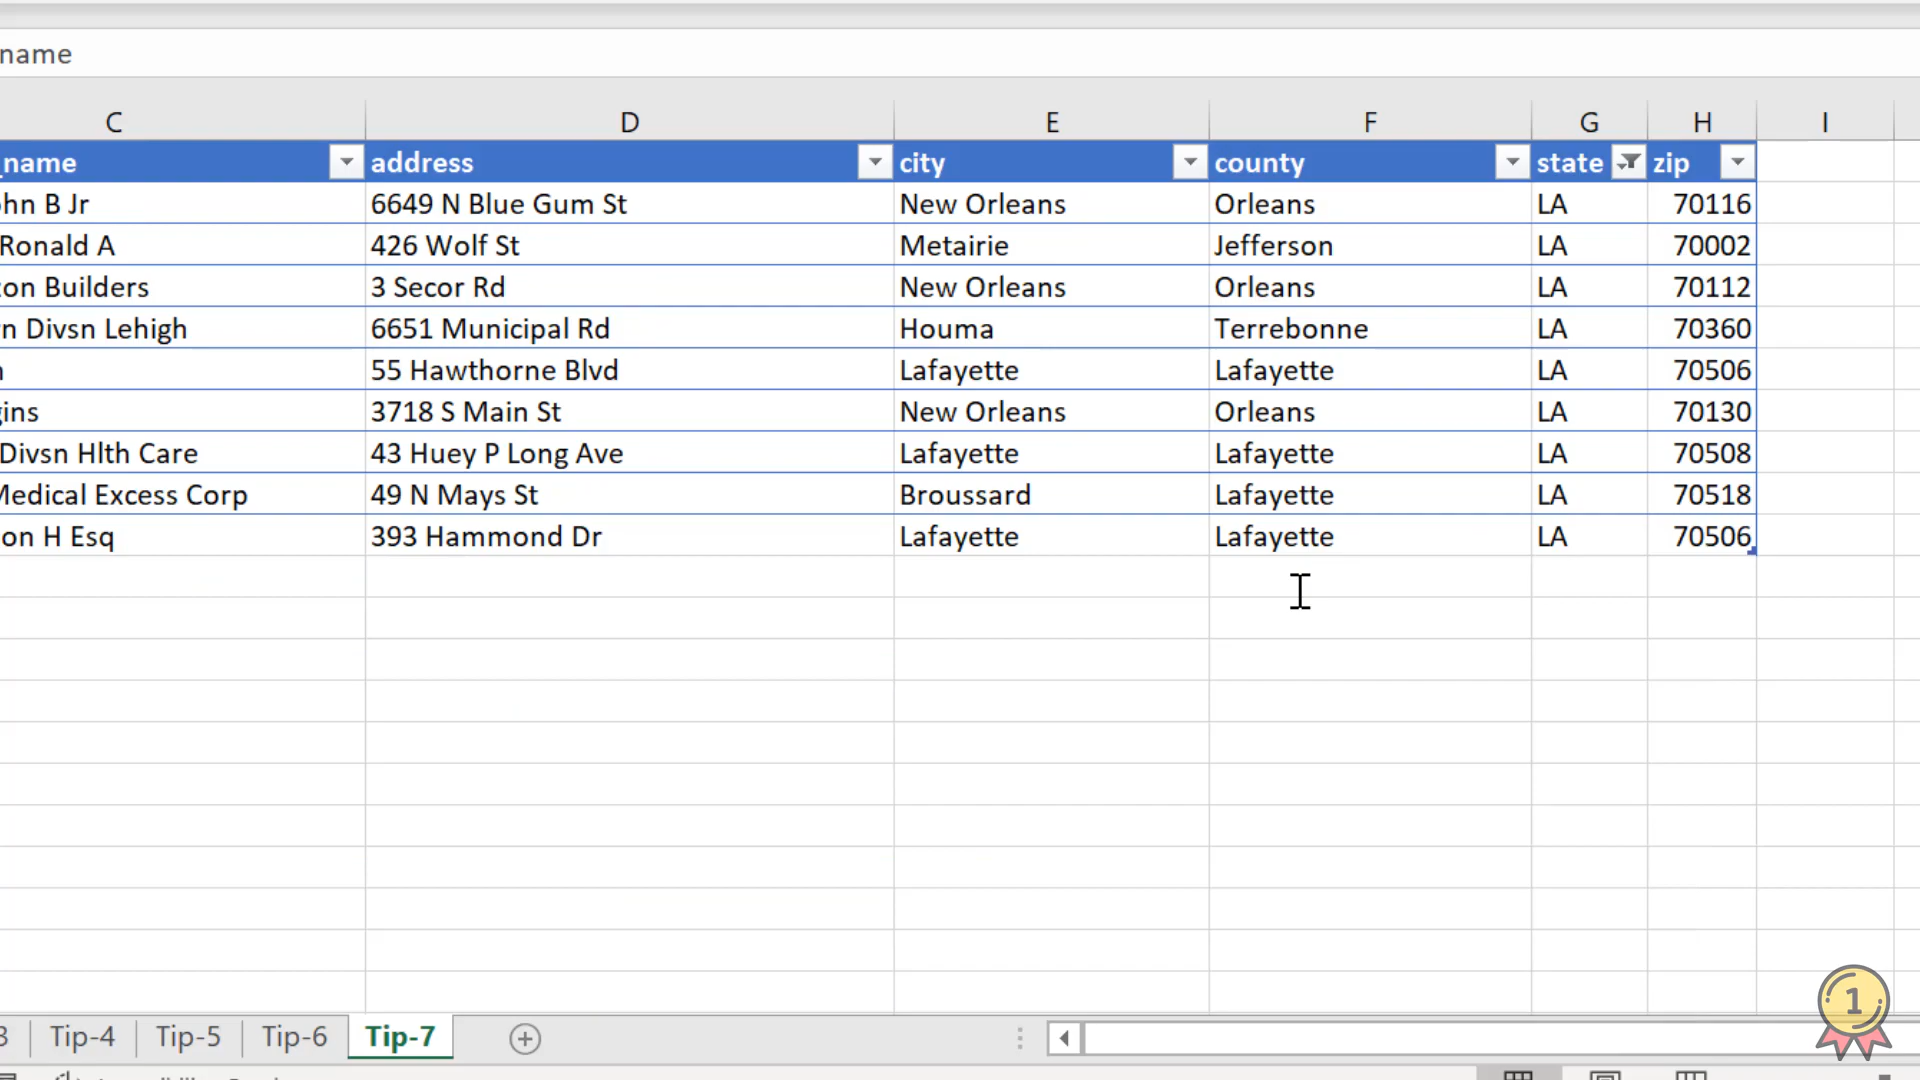 name
C D E F G H I
_name address city county state zip
hn B Jr 6649 N Blue Gum St New Orleans Orleans LA 70116
Ronald A 426 Wolf St Metairie Jefferson LA 70002
on Builders 3 Secor Rd New Orleans Orleans LA 70112
n Divsn Lehigh 6651 Municipal Rd Houma Terrebonne LA 70360
55 Hawthorne Blvd Lafayette Lafayette LA 70506
gins 3718 S Main St New Orleans Orleans LA 70130
Divsn Hlth Care 43 Huey P Long Ave Lafayette Lafayette LA 70508
Medical Excess Corp 49 N Mays St Broussard Lafayette LA 70518
on H Esq 393 Hammond Dr Lafayette Lafayette LA 70506
1
3 Tip-4 Tip-5 Tip-6 Tip-7